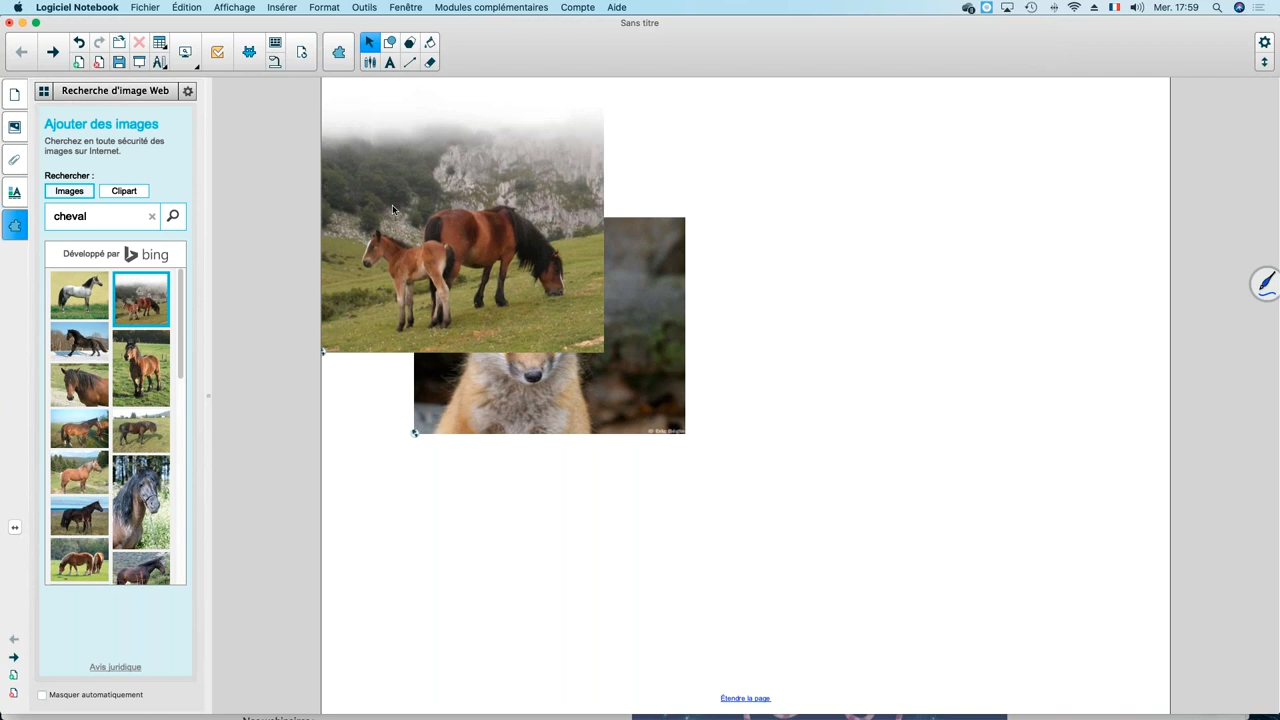 Logiciel Notebook Fichier Édition Affichage Insérer Format Outils Fenêtre Modules complémentaires Compte Aide Mer. 17:59
Sans titre
Recherche d'image Web
Ajouter des images
Cherchez en toute sécurité des
images sur Internet.
Rechercher :
Images Clipart
cheval
Développé par bing
Avis juridique
Masquer automatiquement
Étendre la page